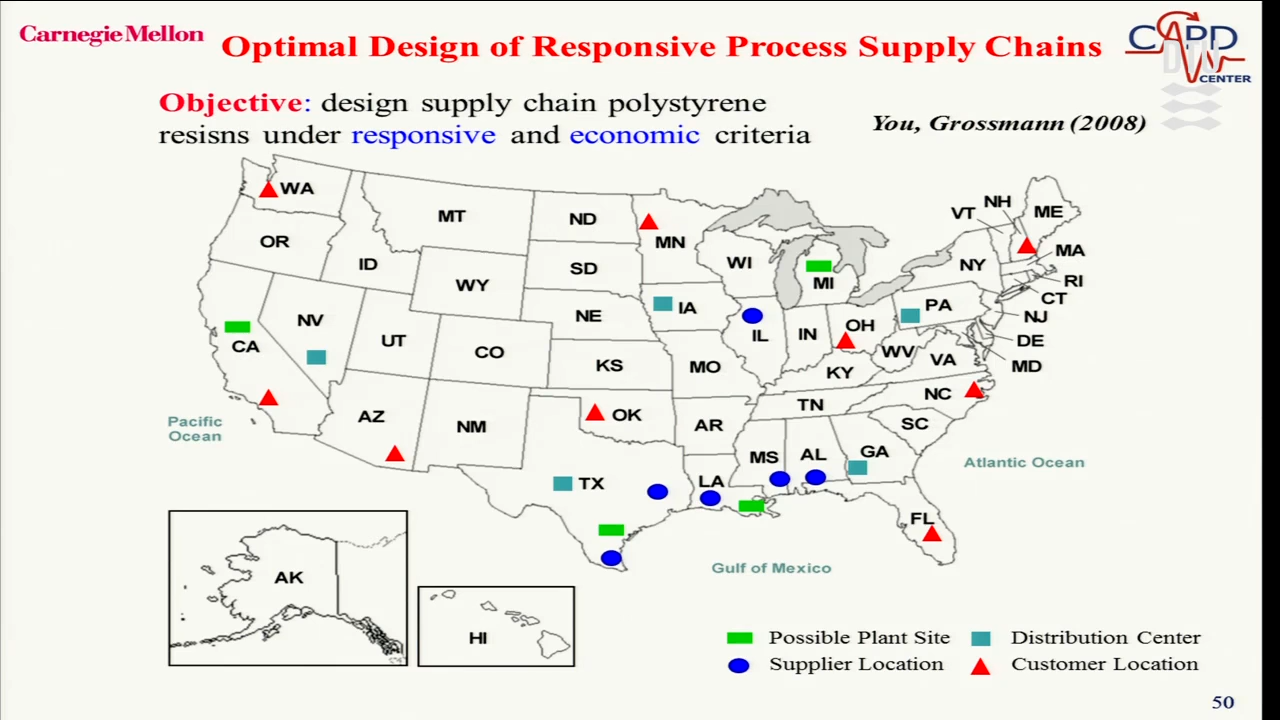 Carnegie Mellon
Optimal Design of Responsive Process Supply Chains
CAPD
CENTER
Objective: design supply chain polystyrene
resisns under responsive and economic criteria
You, Grossmann (2008)
WA
MT
ND
MN
VT
NH
ME
OR
ID
SD
WI
MI
NY
MA
RI
CT
WY
NE
IA
PA
NJ
NV
IL
IN
OH
DE
CA
UT
CO
KS
MO
KY
WV
VA
MD
AZ
NM
OK
AR
TN
NC
SC
Pacific
Ocean
TX
LA
MS
AL
GA
Atlantic Ocean
FL
Gulf of Mexico
AK
HI
Possible Plant Site
Distribution Center
Supplier Location
Customer Location
50